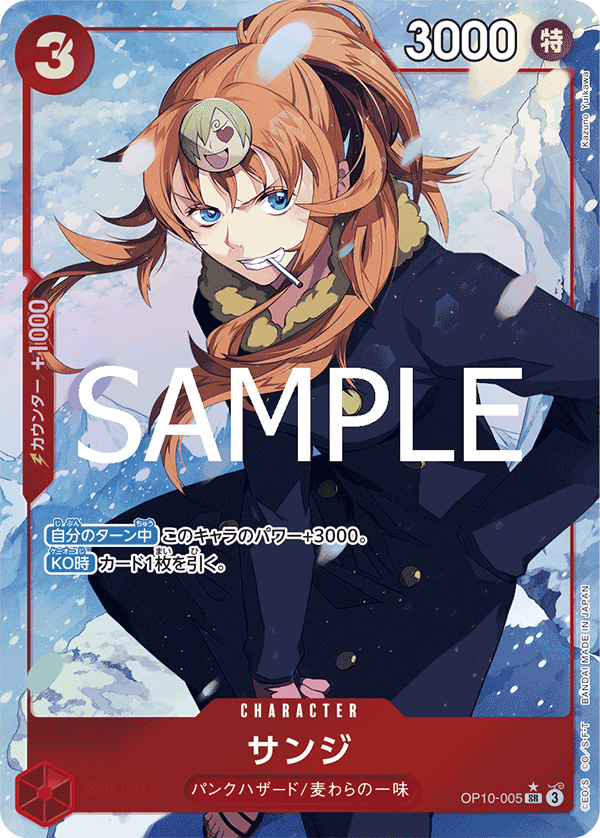 3
3000
特
Kazuno Yuikawa
カウンター +1000
SAMPLE
自分のターン中 このキャラのパワー+3000。
KO時 カード1枚を引く。
BANDAI MADE IN JAPAN
©E.O/S ©O/S・F・T
CHARACTER
サンジ
パンクハザード/麦わらの一味
ONE PIECE
OP10-005 SR 3